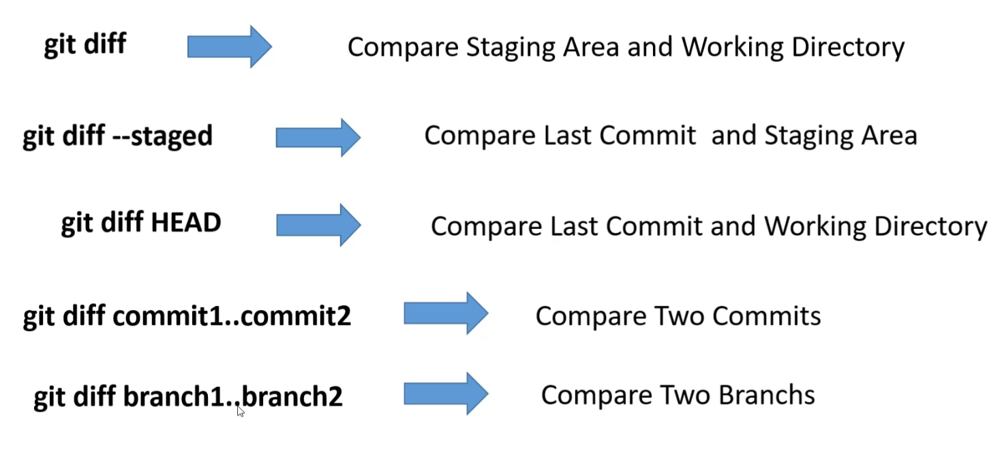 git diff Compare Staging Area and Working Directory
git diff --staged Compare Last Commit and Staging Area
git diff HEAD Compare Last Commit and Working Directory
git diff commit1..commit2 Compare Two Commits
git diff branch1..branch2 Compare Two Branchs